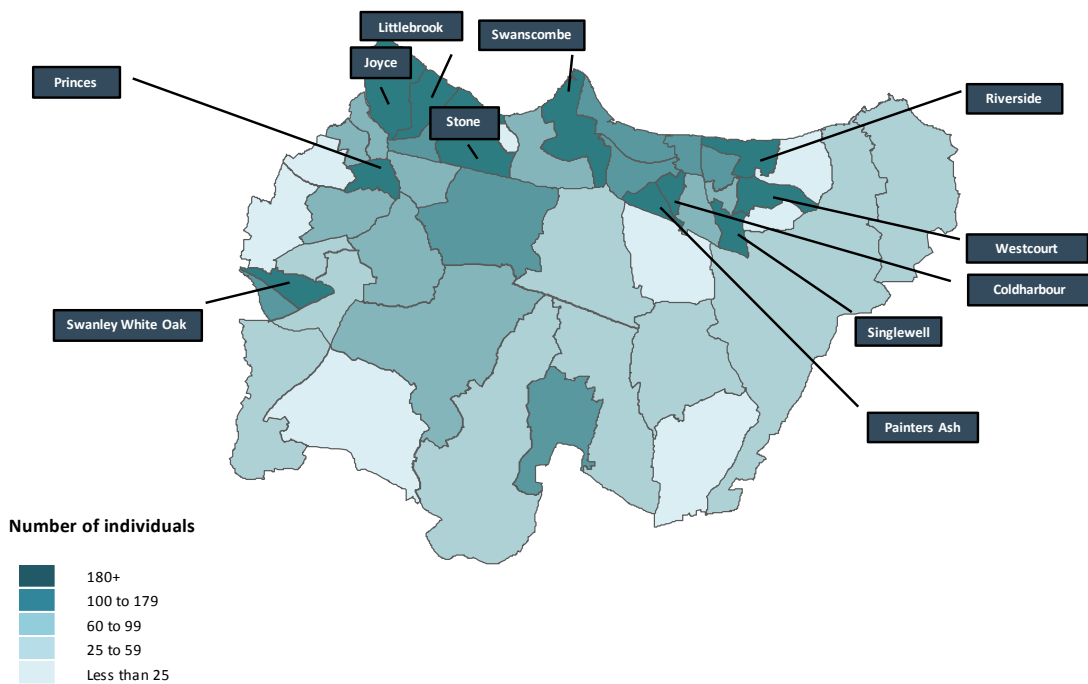 Littlebrook
Swanscombe
Joyce
Princes
Riverside
Stone
Westcourt
Coldharbour
Swanley White Oak
Singlewell
Painters Ash
Number of individuals
180+
100 to 179
60 to 99
25 to 59
Less than 25